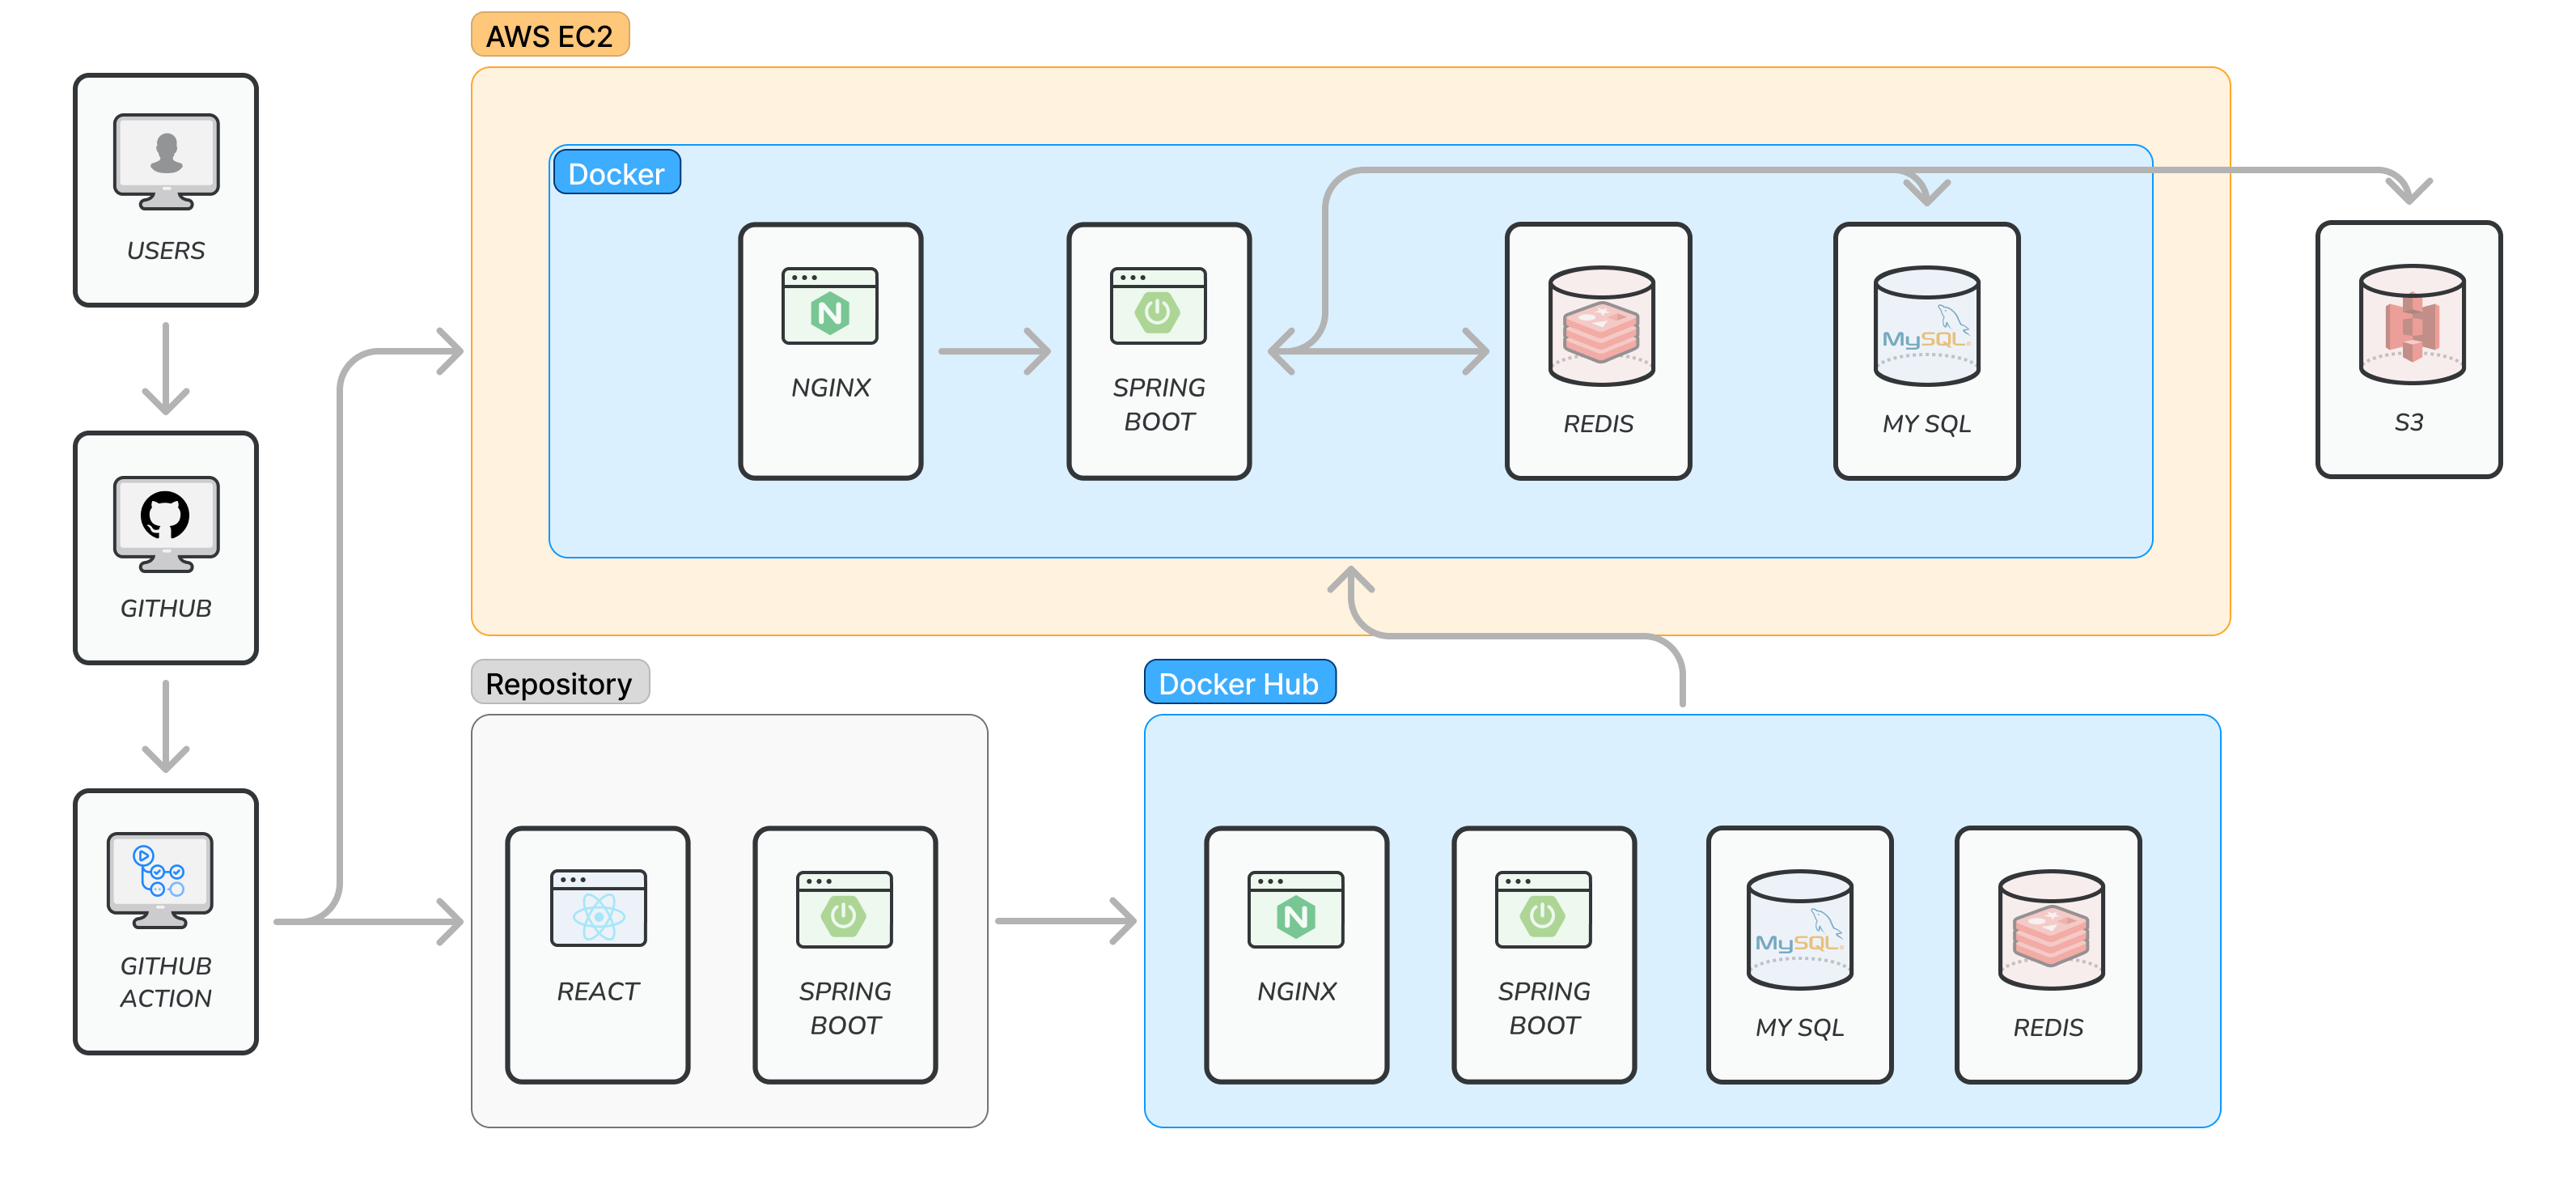 AWS EC2
USERS
Docker
NGINX
SPRING
BOOT
REDIS
MySQL
MY SQL
S3
GITHUB
Repository
Docker Hub
GITHUB
ACTION
REACT
SPRING
BOOT
NGINX
SPRING
BOOT
MySQL
MY SQL
REDIS